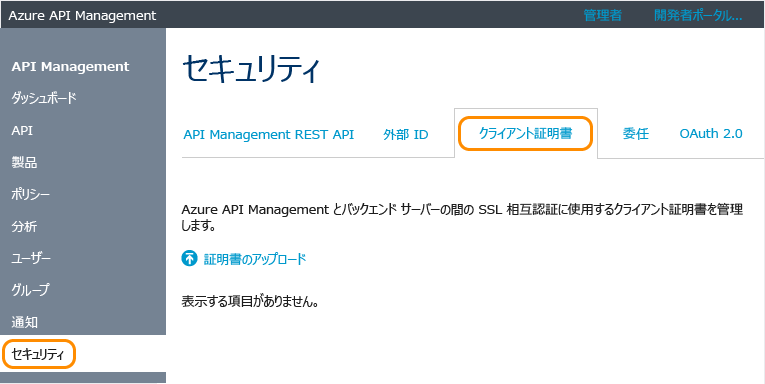 Azure API Management
管理者
開発者ポータル...
API Management
ダッシュボード
API
製品
ポリシー
分析
ユーザー
グループ
通知
セキュリティ
セキュリティ
API Management REST API
外部 ID
クライアント証明書
委任
OAuth 2.0
Azure API Management とバックエンド サーバーの間の SSL 相互認証に使用するクライアント証明書を管理
します。
証明書のアップロード
表示する項目がありません。